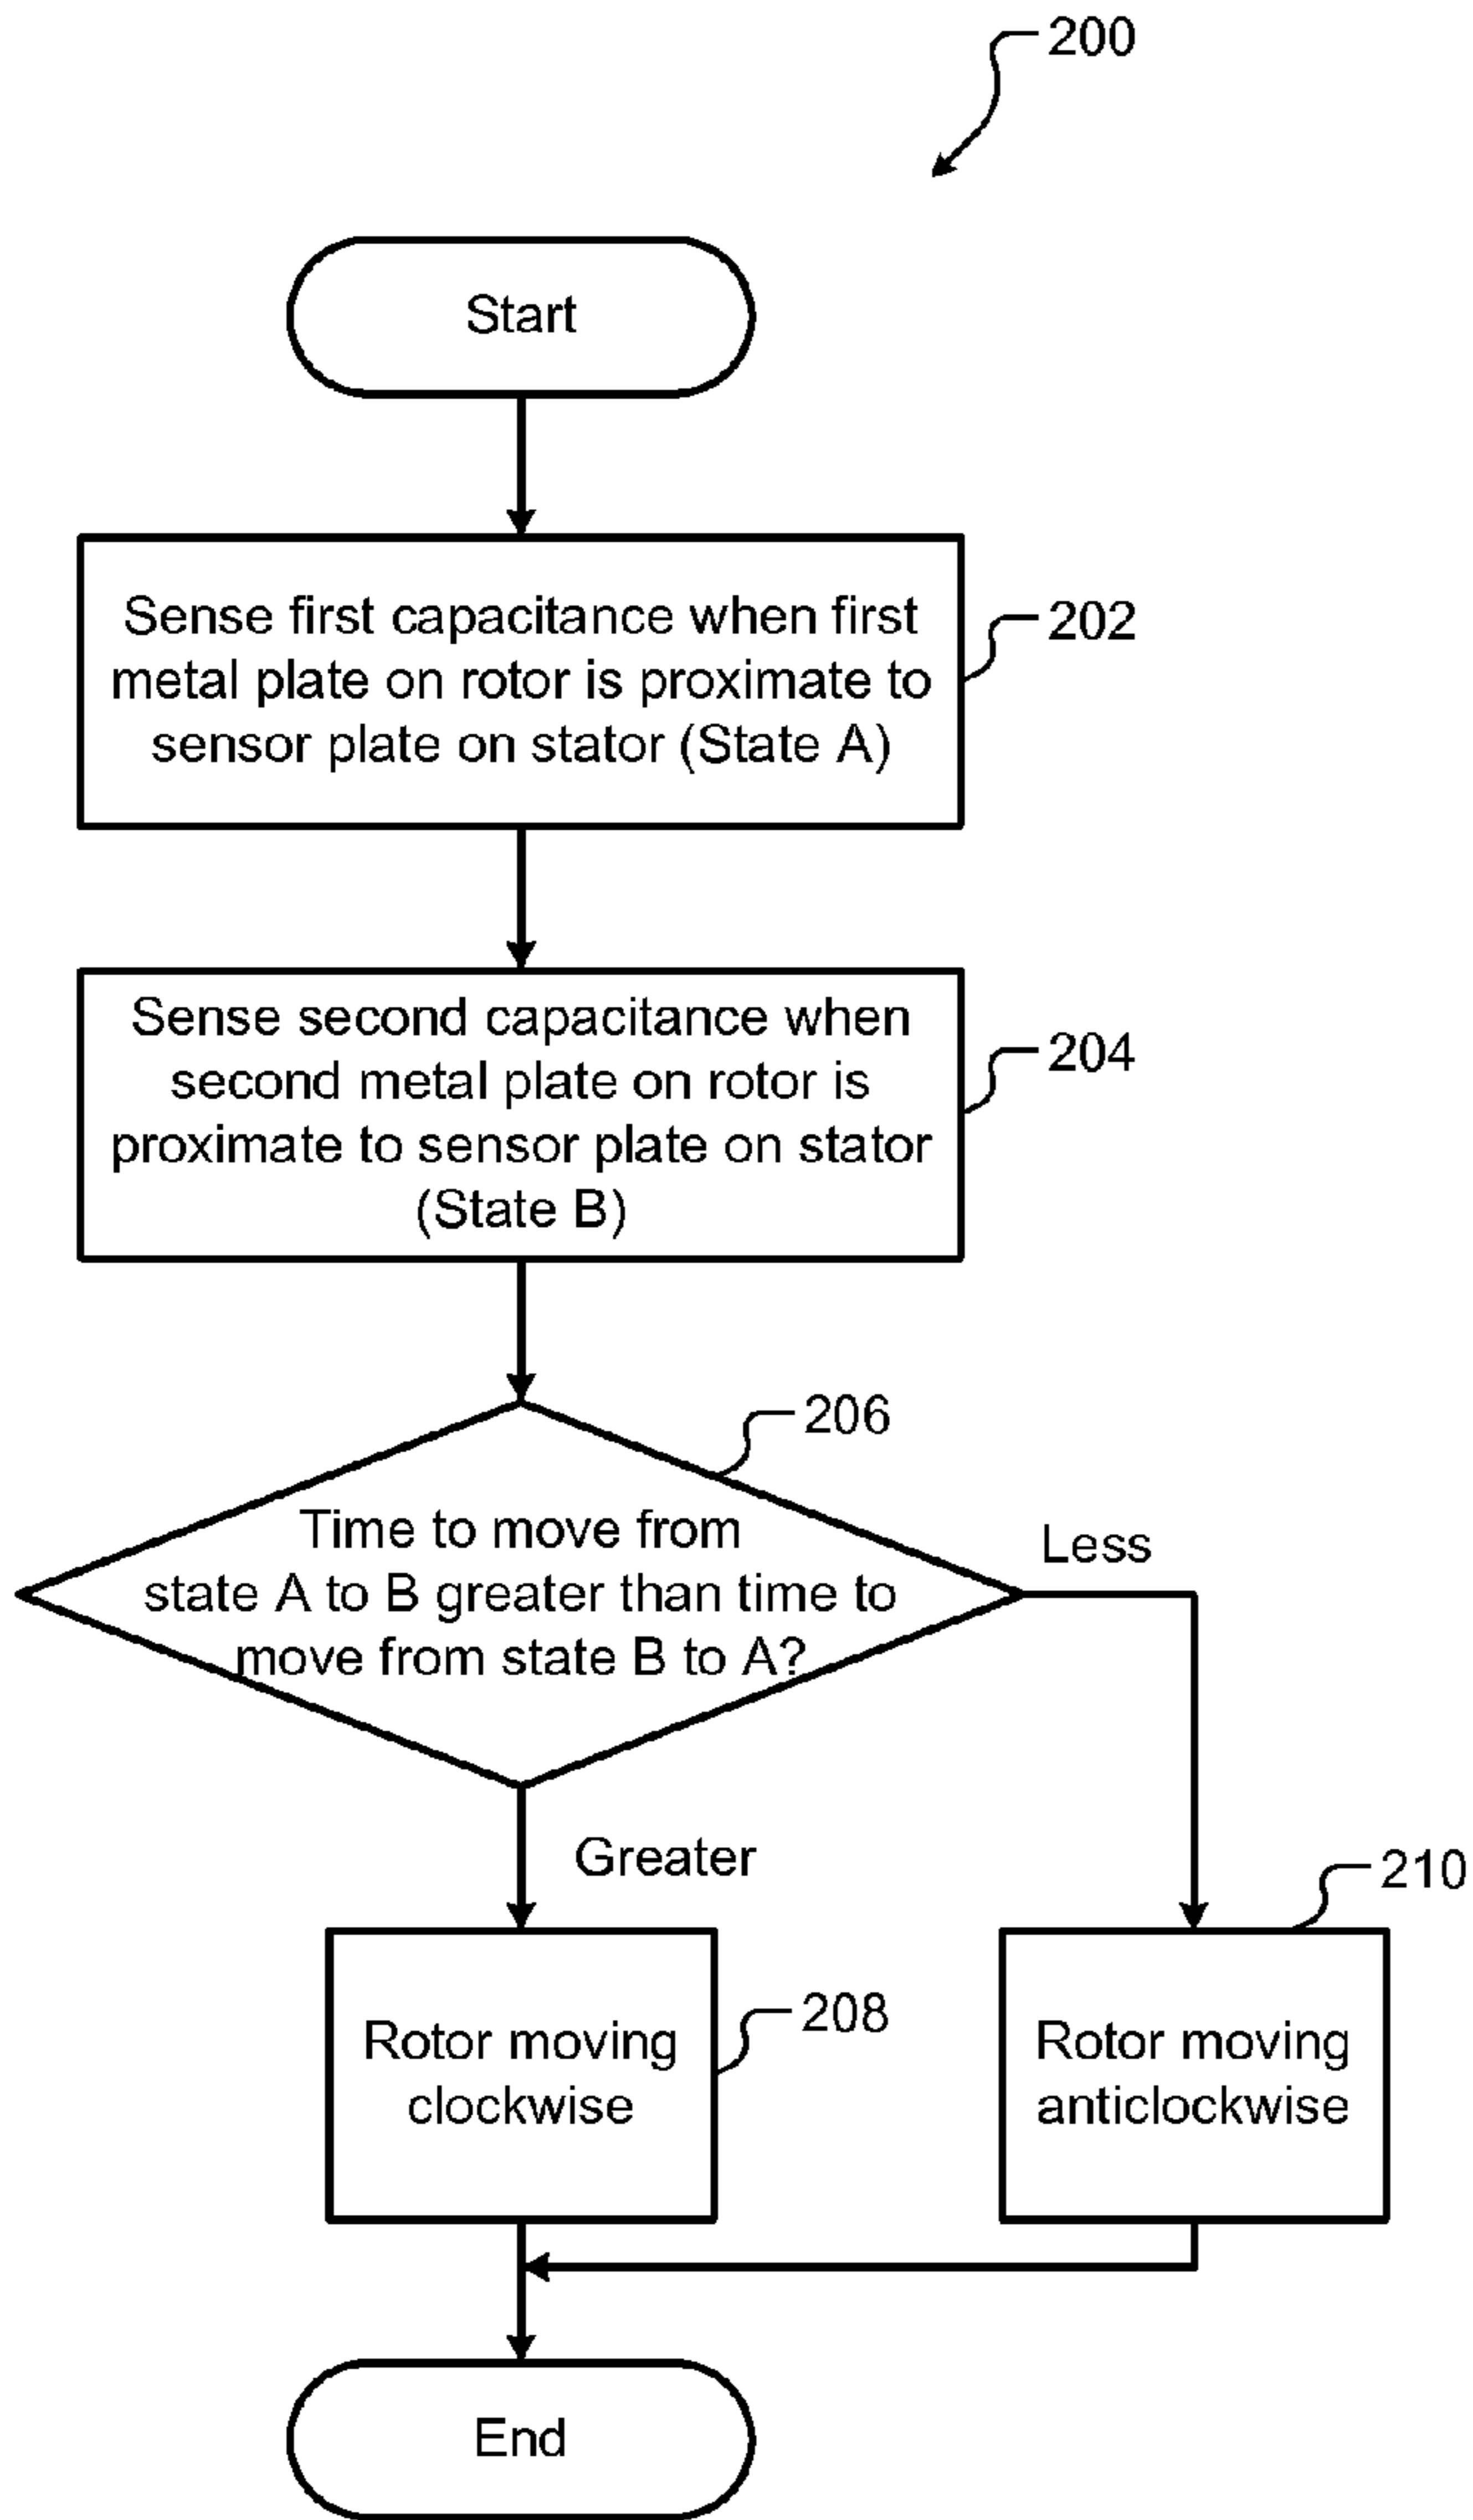 200
Start
Sense first capacitance when first
metal plate on rotor is proximate to
sensor plate on stator (State A)
202
Sense second capacitance when
second metal plate on rotor is
proximate to sensor plate on stator
(State B)
204
206
Time to move from
state A to B greater than time to
move from state B to A?
Less
Greater
210
Rotor moving
clockwise
208
Rotor moving
anticlockwise
End